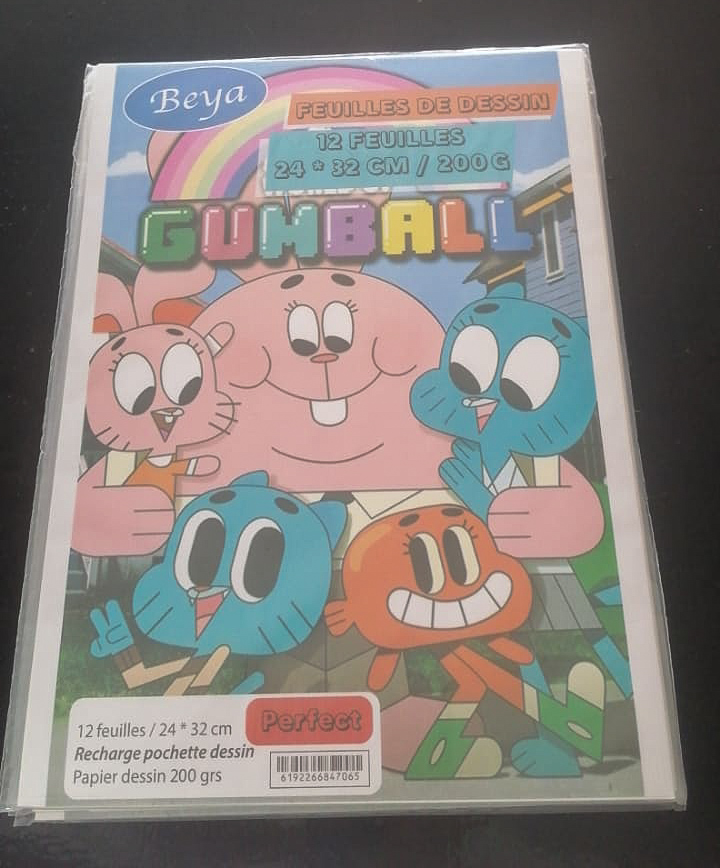 Beya
FEUILLES DE DESSIN
12 FEUILLES
24 * 32 CM / 200G
GUMBALL
12 feuilles / 24 * 32 cm
Perfect
Recharge pochette dessin
Papier dessin 200 grs
6192266847065